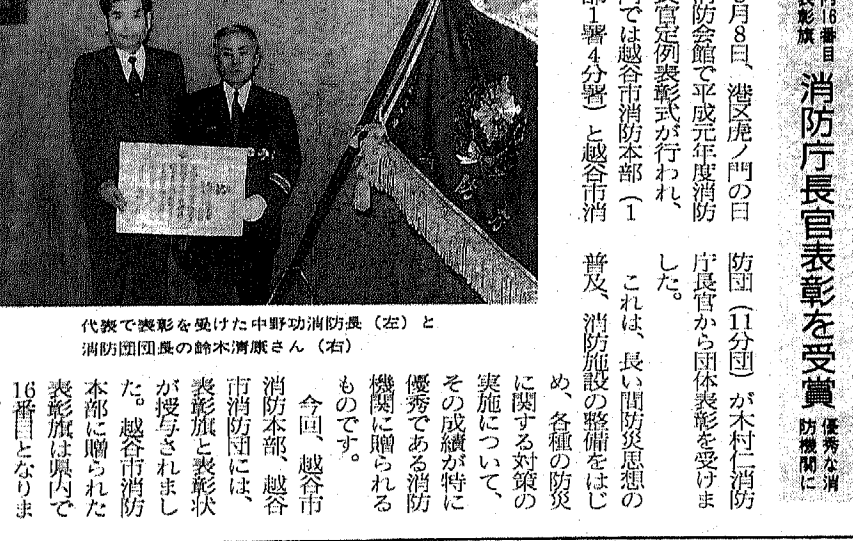 内16番目
表彰旗
消防庁長官表彰を受賞
優秀な消
防機関に
月8日、港区虎ノ門の日
消防会館で平成元年度消防
長官定例表彰式が行われ、
内では越谷市消防本部(1
部1署4分署)と越谷市消
防団(11分団)が木村仁消防
庁長官から団体表彰を受けま
した。
これは、長い間防災思想の
普及、消防施設の整備をはじ
め、各種の防災
に関する対策の
実施について、
その成績が特に
優秀である消防
機関に贈られる
ものです。
今回、越谷市
消防本部、越谷
市消防団には、
表彰旗と表彰状
が授与されまし
た。越谷市消防
本部に贈られた
表彰旗は県内で
16番目となりま
代表で表彰を受けた中野功消防長(左)と
消防団団長の鈴木清康さん(右)